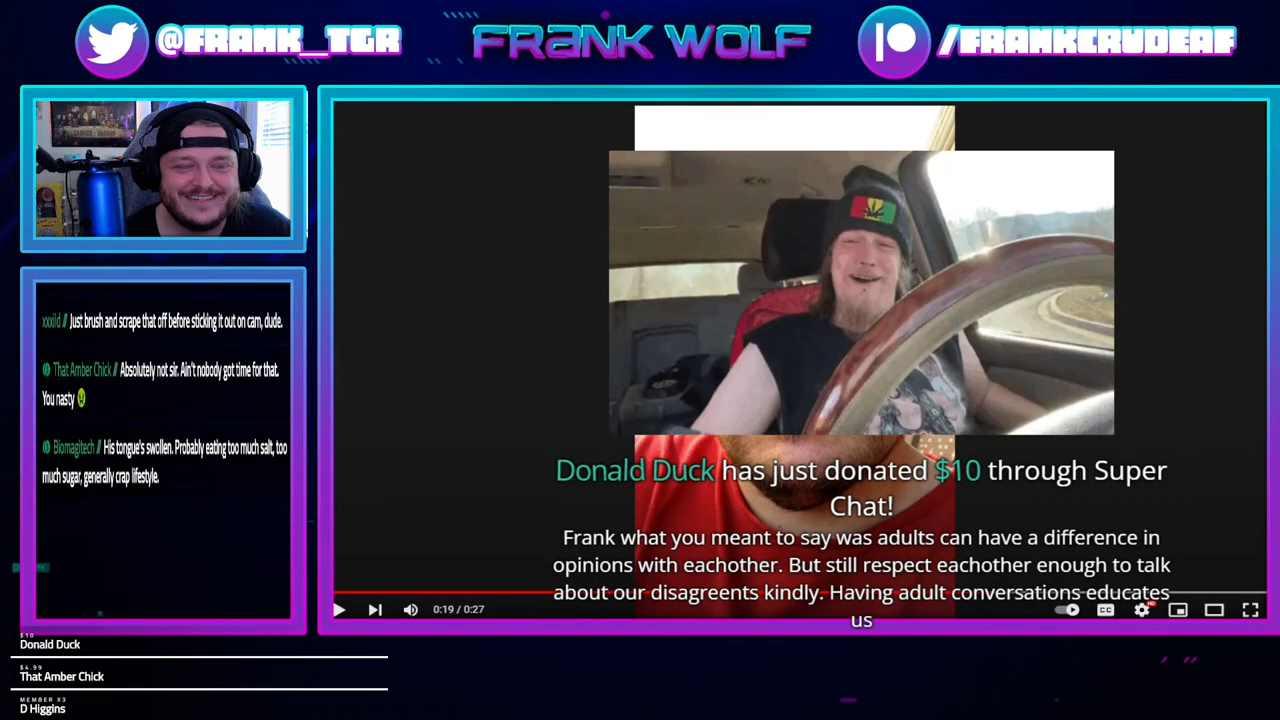 @FRANK_TGR
FRANK WOLF
/FRANKCRUDEAF
xxxild // Just brush and scrape that off before sticking it out on cam, dude.
That Amber Chick // Absolutely not sir. Ain't nobody got time for that.
You nasty
Biomagitech // His tongue's swollen. Probably eating too much salt, too
much sugar, generally crap lifestyle.
Donald Duck has just donated $10 through Super
Chat!
Frank what you meant to say was adults can have a difference in
opinions with eachother. But still respect eachother enough to talk
about our disagreents kindly. Having adult conversations educates
us
0:19 / 0:27
CC
HD
$10
Donald Duck
$4.99
That Amber Chick
MEMBER X3
D Higgins